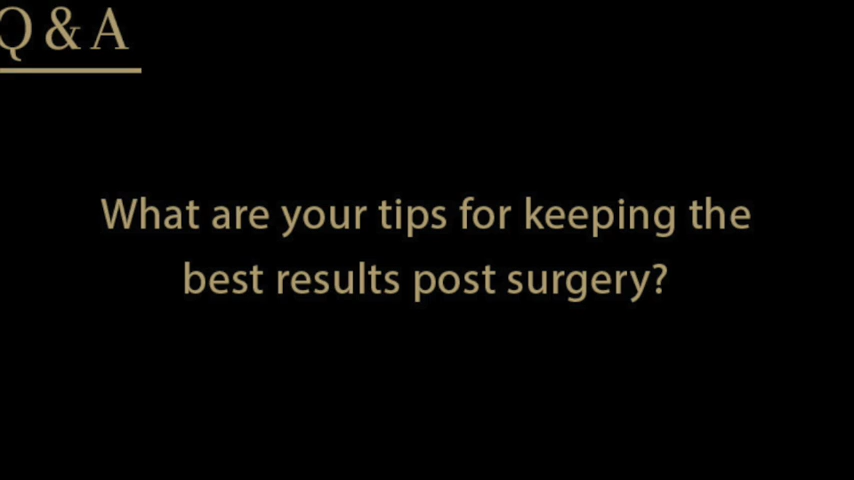 Q & A
What are your tips for keeping the
best results post surgery?